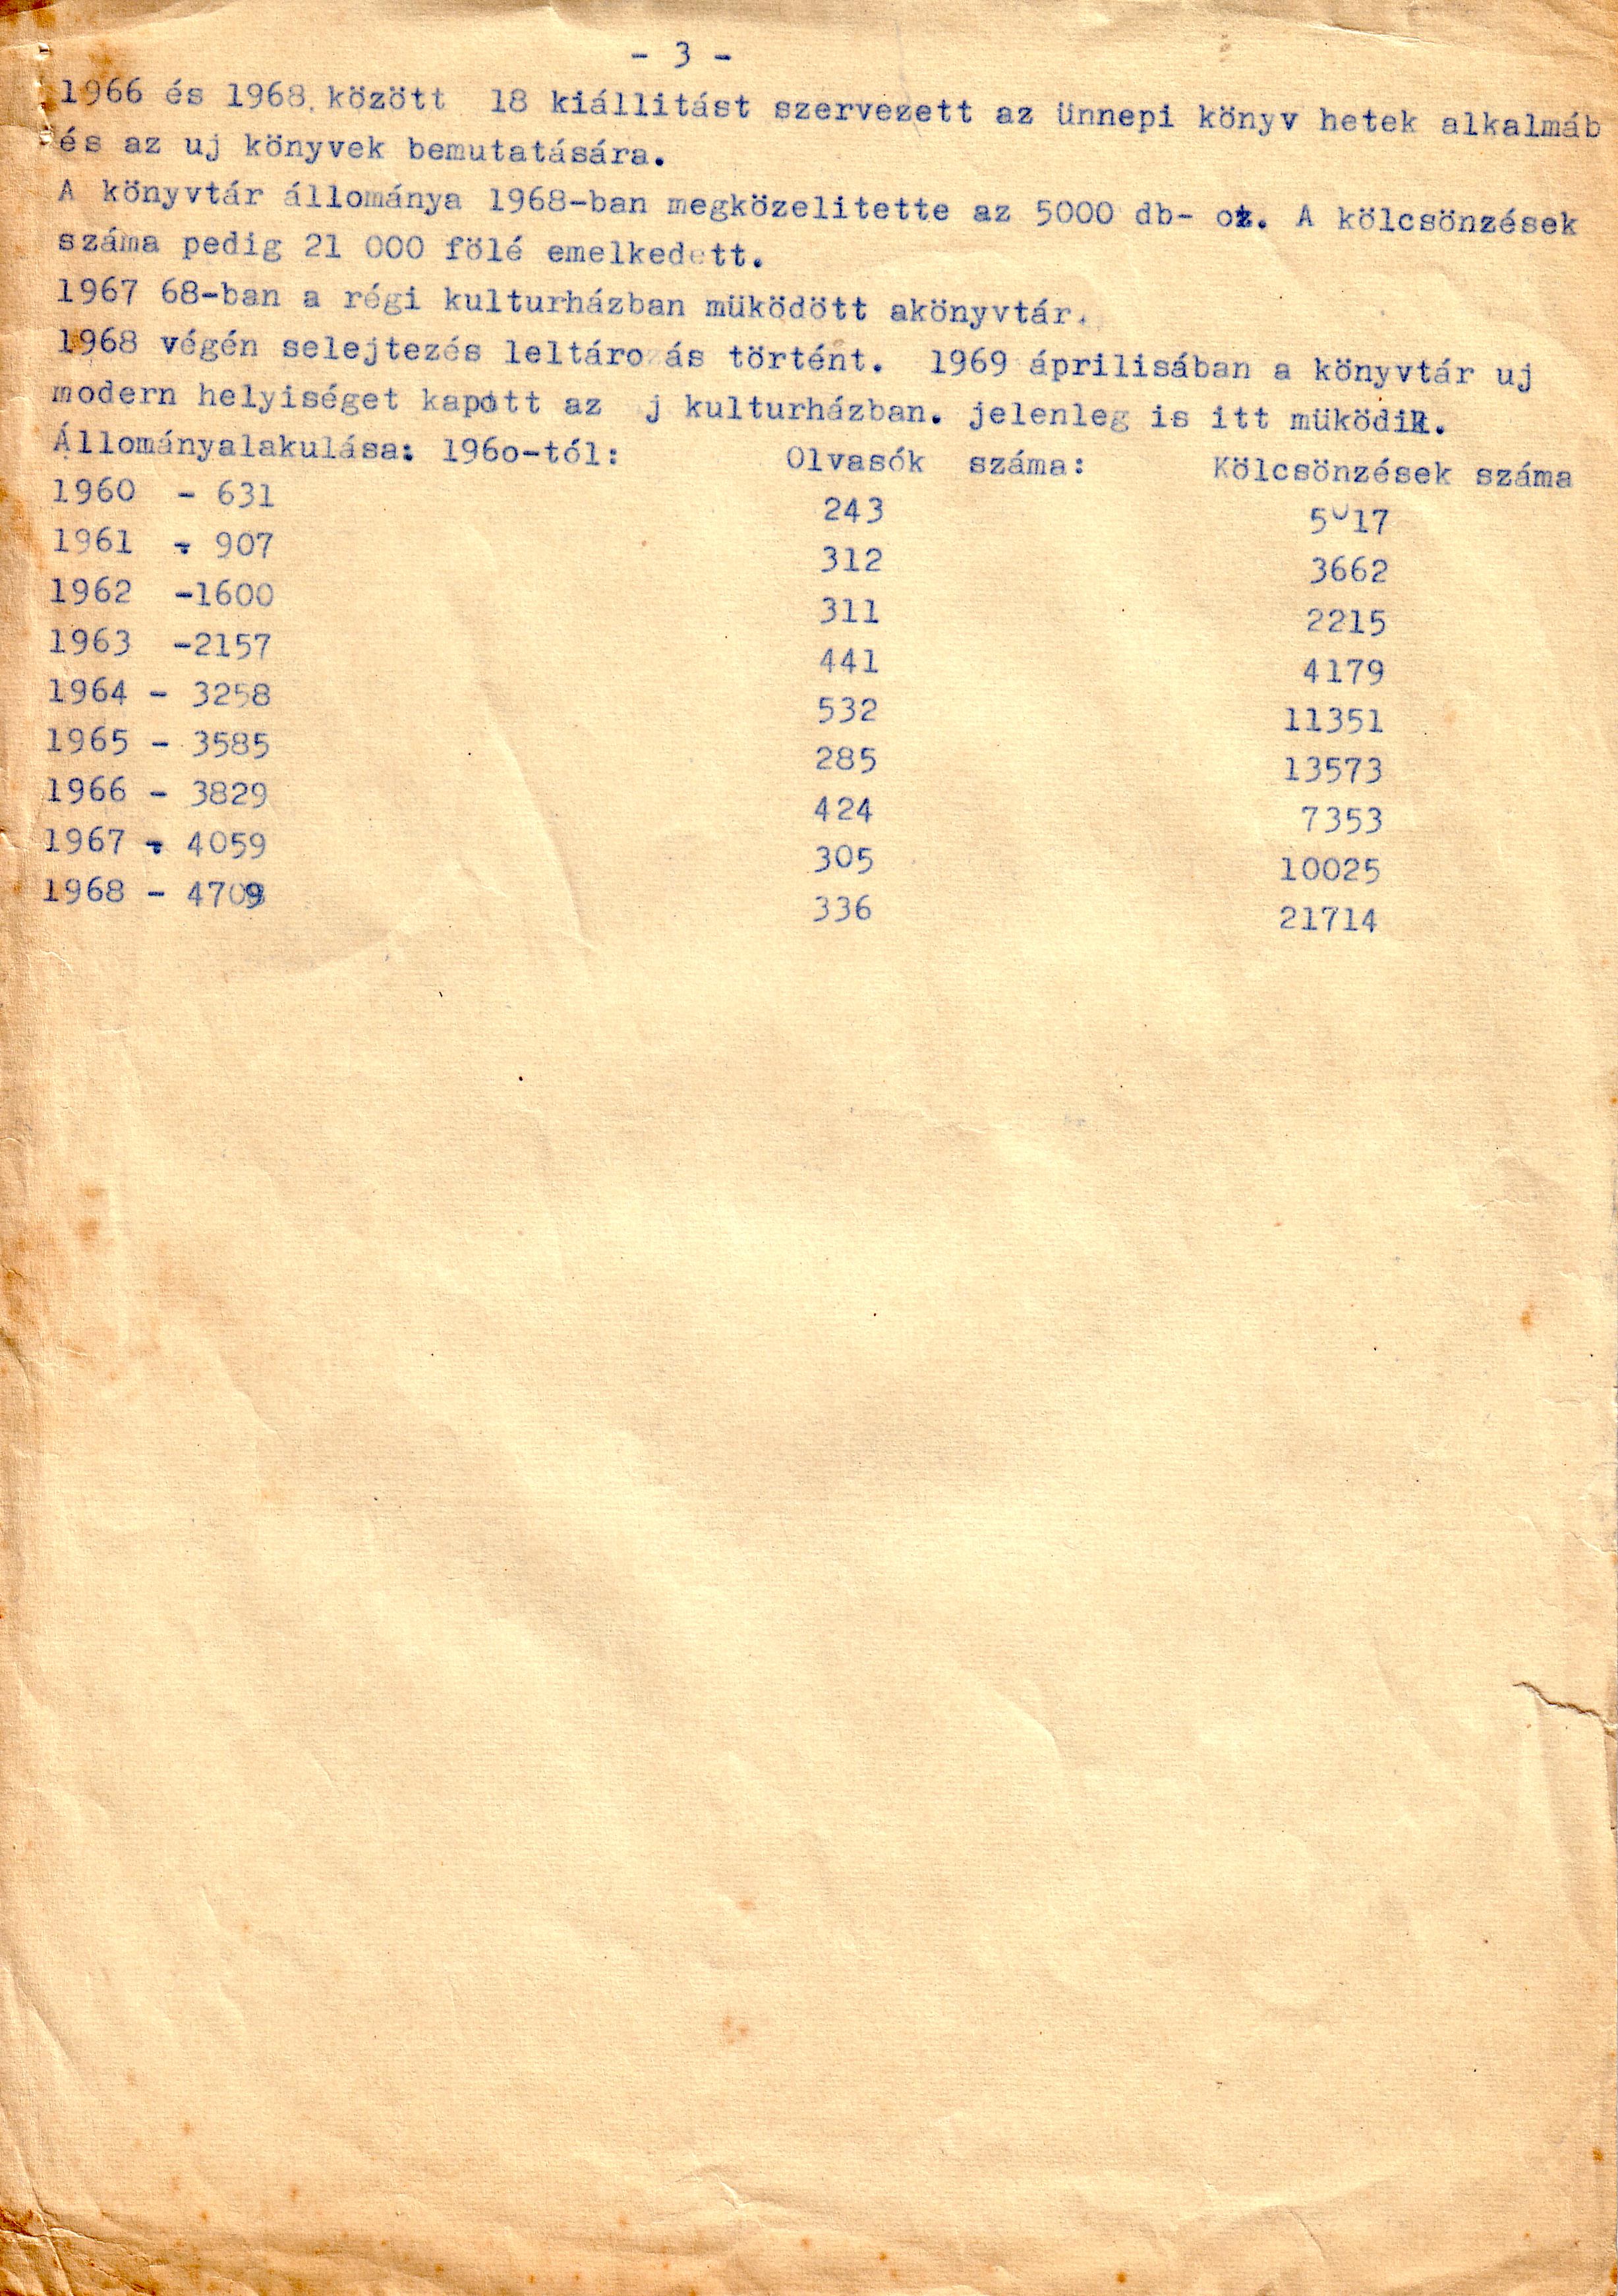 - 3 -
1966 és 1968. között 18 kiállitást szervezett az ünnepi könyv hetek alkalmáb
és az uj könyvek bemutatására.
A könyvtár állománya 1968-ban megközelitette az 5000 db- ot. A kölcsönzések
száma pedig 21 000 fölé emelkedett.
1967 68-ban a régi kulturházban müködött akönyvtár.
1968 végén selejtezés leltáro ás történt. 1969 áprilisában a könyvtár uj
modern helyiséget kapott az j kulturházban. jelenleg is itt müködik.
Állományalakulása: 196o-tól: Olvasók száma: Kölcsönzések száma
1960 - 631 243
1961 - 907 312 3662
1962 -1600 311 2215
1963 -2157 441 4179
1964 - 3258 532 11351
1965 - 3585 285 13573
1966 - 3829 424 7353
1967 - 4059 305 10025
1968 - 4709 336 21714